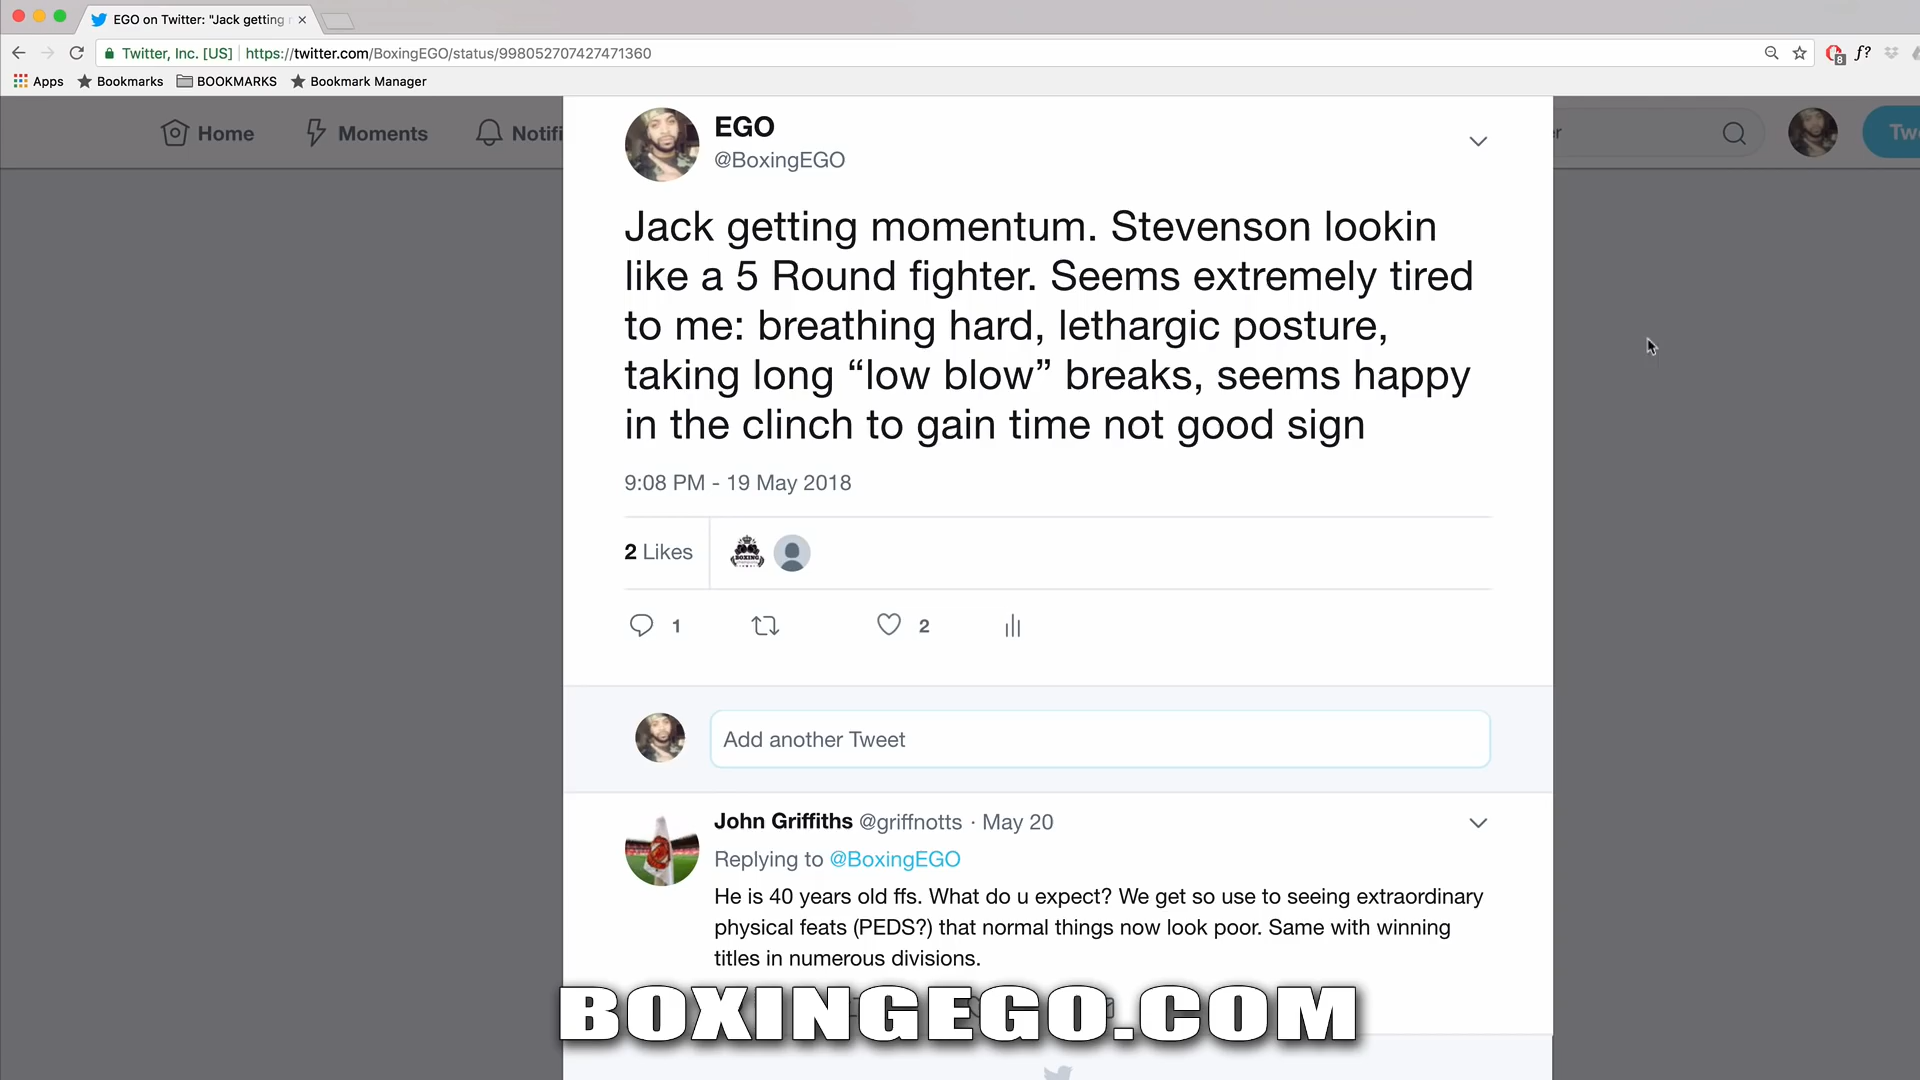 EGO on Twitter: "Jack getting
Twitter, Inc. [US] https://twitter.com/BoxingEGO/status/998052707427471360
8
f?
Apps Bookmarks BOOKMARKS Bookmark Manager
Home Moments Notifi
er
Tw
EGO
@BoxingEGO
Jack getting momentum. Stevenson lookin
like a 5 Round fighter. Seems extremely tired
to me: breathing hard, lethargic posture,
taking long “low blow” breaks, seems happy
in the clinch to gain time not good sign
9:08 PM - 19 May 2018
2 Likes
BOXING
1 2
Add another Tweet
John Griffiths @griffnotts · May 20
Replying to @BoxingEGO
He is 40 years old ffs. What do u expect? We get so use to seeing extraordinary
physical feats (PEDS?) that normal things now look poor. Same with winning
titles in numerous divisions.
BOXINGEGO.COM